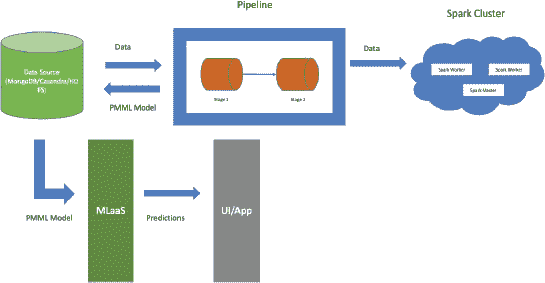 Pipeline
Spark Cluster
Data Source
(MongoDB/Cassandra/HD
FS)
Data
PMML Model
Stage 1
Stage 2
Data
Spark Worker
Spark Worker
Spark Master
PMML Model
MLaaS
Predictions
UI/App